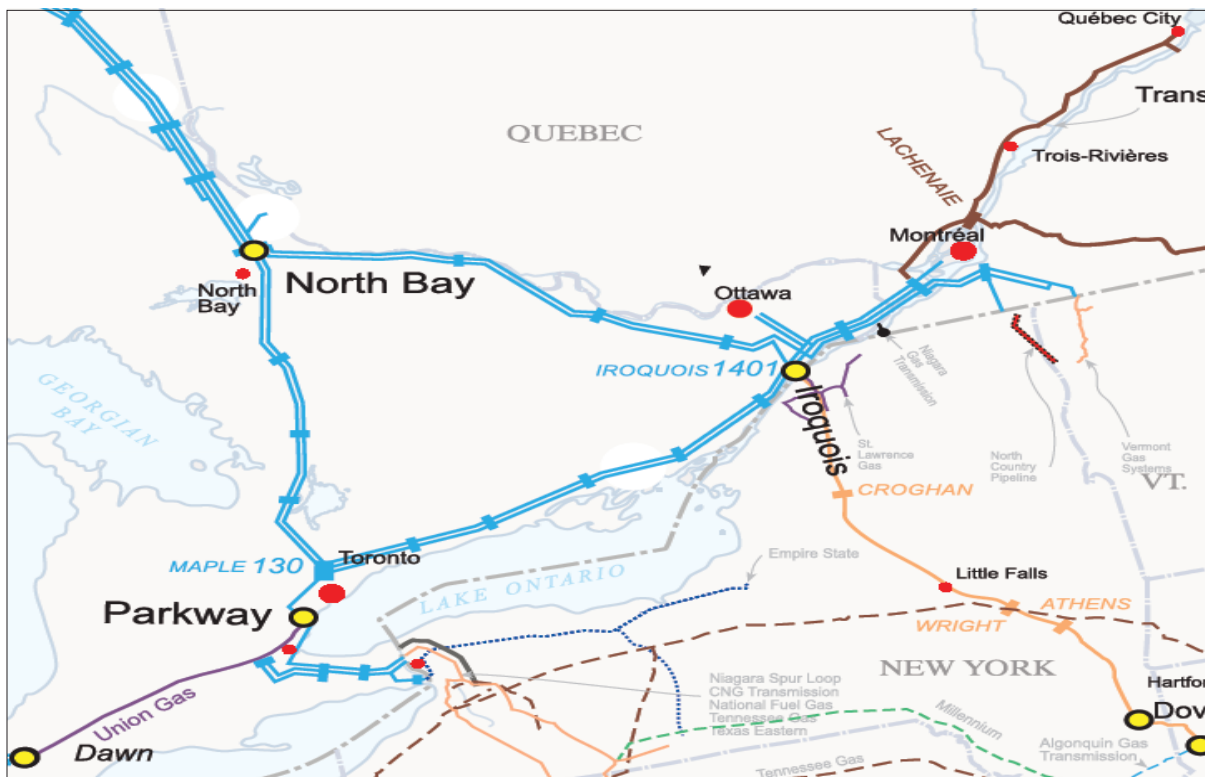 Québec City
Trans
QUEBEC
LACHENAIE
Trois-Rivières
Montréal
North Bay
North
Bay
Ottawa
IROQUOIS 1401
Iroquois
Niagara
Gas
Transmission
GEORGIAN
BAY
St.
Lawrence
Gas
North
Country
Pipeline
Vermont
Gas
Systems
VT.
CROGHAN
MAPLE 130
Toronto
Empire State
LAKE ONTARIO
Little Falls
Parkway
ATHENS
WRIGHT
NEW YORK
Union Gas
Niagara Spur Loop
CNG Transmission
National Fuel Gas
Tennessee Gas
Texas Eastern
Hartfor
Dov
Millennium
Dawn
Algonquin Gas
Transmission
Tennessee Gas